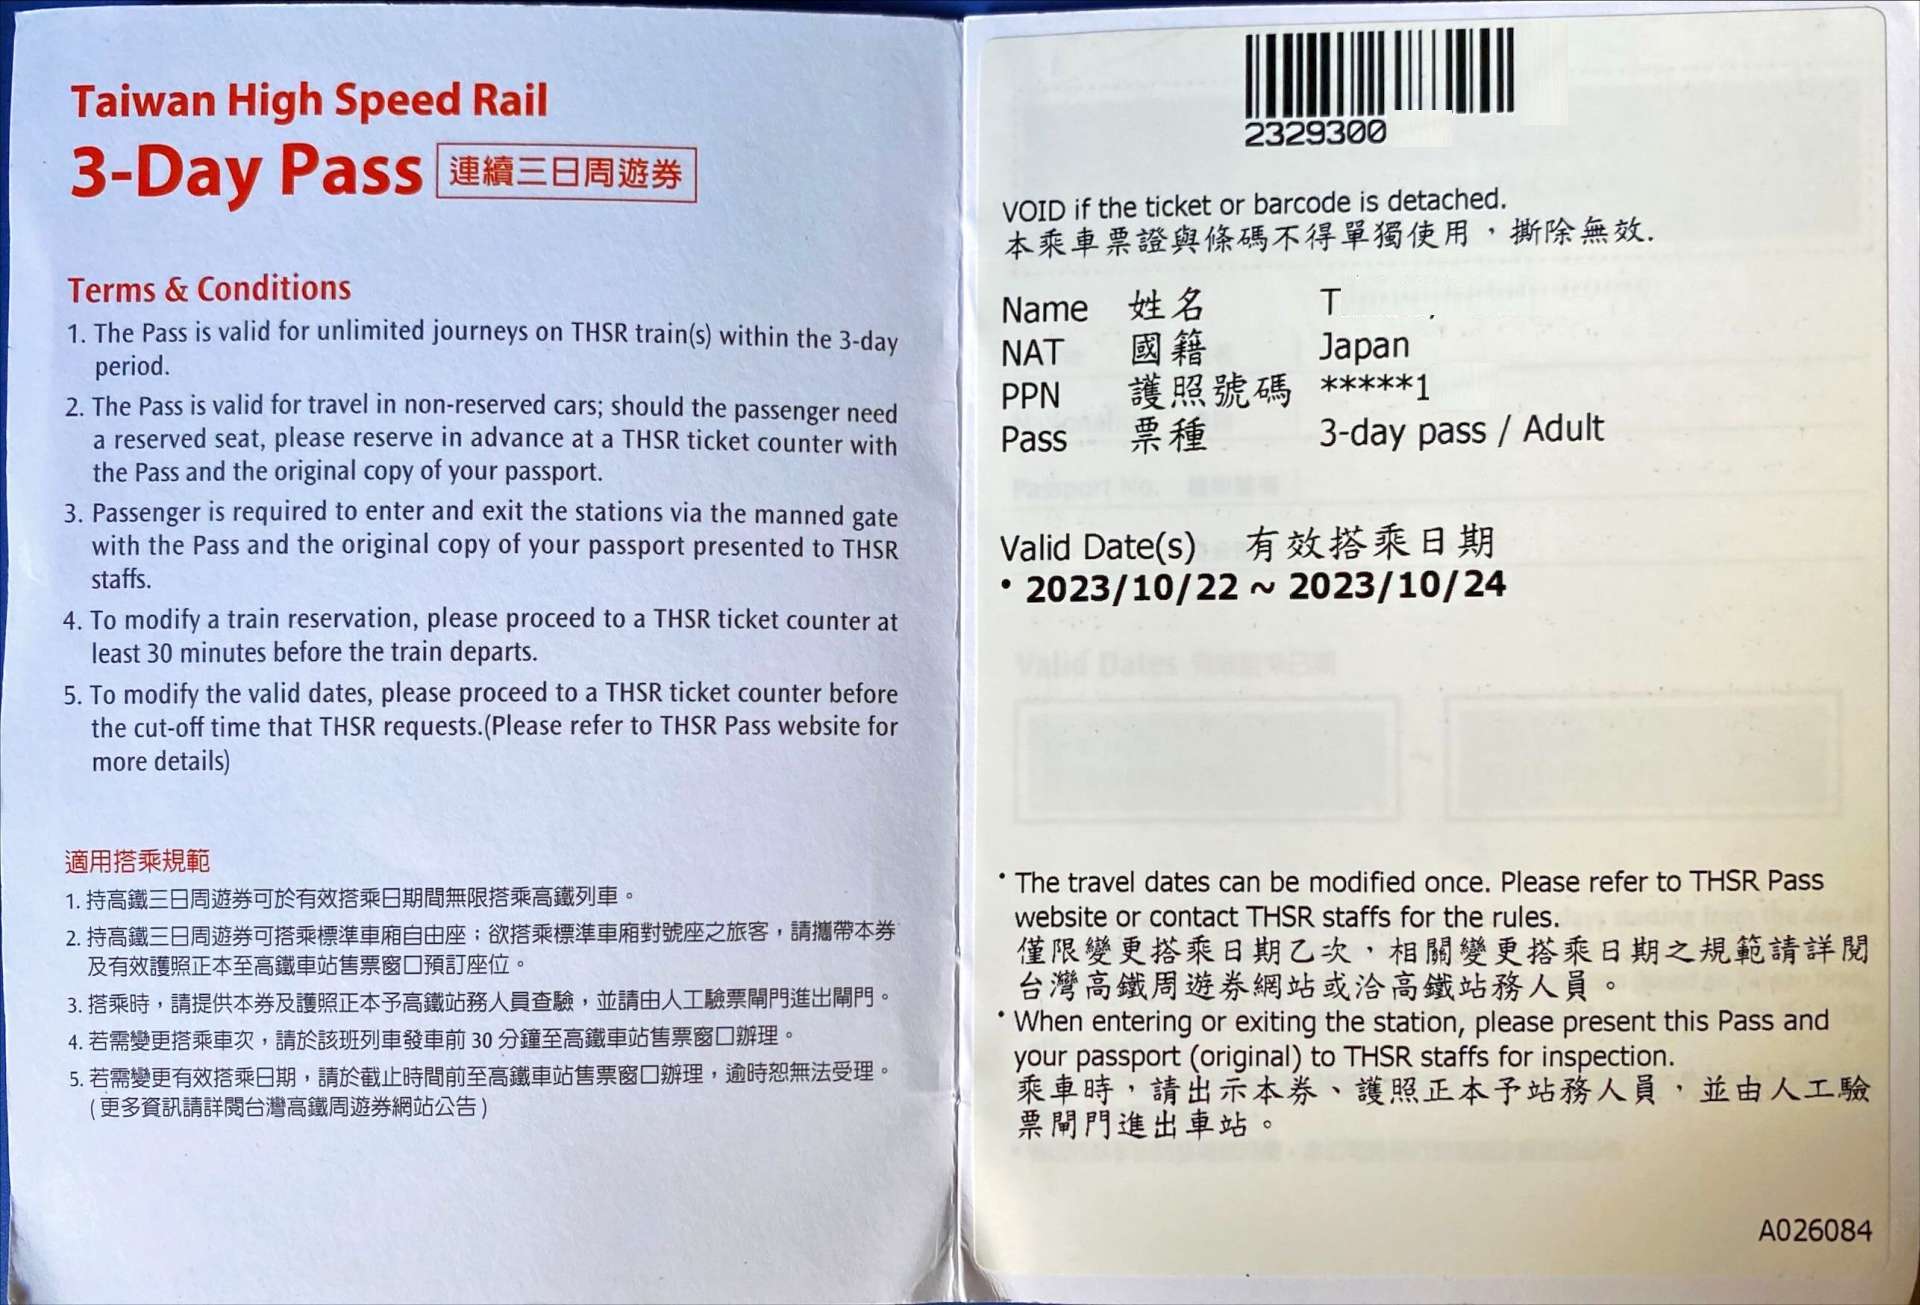 Taiwan High Speed Rail
3-Day Pass 連續三日周遊券
Terms & Conditions
1. The Pass is valid for unlimited journeys on THSR train(s) within the 3-day
period.
2. The Pass is valid for travel in non-reserved cars; should the passenger need
a reserved seat, please reserve in advance at a THSR ticket counter with
the Pass and the original copy of your passport.
3. Passenger is required to enter and exit the stations via the manned gate
with the Pass and the original copy of your passport presented to THSR
staffs.
4. To modify a train reservation, please proceed to a THSR ticket counter at
least 30 minutes before the train departs.
5. To modify the valid dates, please proceed to a THSR ticket counter before
the cut-off time that THSR requests.(Please refer to THSR Pass website for
more details)
適用搭乘規範
1. 持高鐵三日周遊券可於有效搭乘日期間無限搭乘高鐵列車。
2. 持高鐵三日周遊券可搭乘標準車廂自由座；欲搭乘標準車廂對號座之旅客，請攜帶本券
及有效護照正本至高鐵車站售票窗口預訂座位。
3. 搭乘時，請提供本券及護照正本予高鐵站務人員查驗，並請由人工驗票閘門進出閘門。
4. 若需變更搭乘車次，請於該班列車發車前 30 分鐘至高鐵車站售票窗口辦理。
5. 若需變更有效搭乘日期，請於截止時間前至高鐵車站售票窗口辦理，逾時恕無法受理。
(更多資訊請詳閱台灣高鐵周遊券網站公告)
2329300
VOID if the ticket or barcode is detached.
本乘車票證與條碼不得單獨使用，撕除無效.
Name 姓名 T
NAT 國籍 Japan
PPN 護照號碼 *****1
Pass 票種 3-day pass / Adult
Valid Date(s) 有效搭乘日期
• 2023/10/22 ~ 2023/10/24
• The travel dates can be modified once. Please refer to THSR Pass
website or contact THSR staffs for the rules.
僅限變更搭乘日期乙次，相關變更搭乘日期之規範請詳閱
台灣高鐵周遊券網站或洽高鐵站務人員。
• When entering or exiting the station, please present this Pass and
your passport (original) to THSR staffs for inspection.
乘車時，請出示本券、護照正本予站務人員，並由人工驗
票閘門進出車站。
A026084